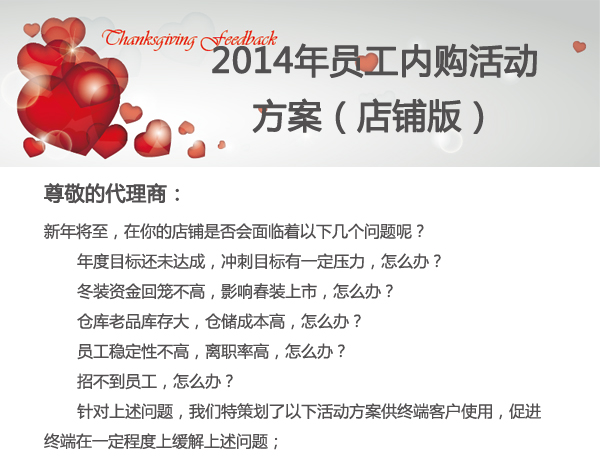 Thanksgiving Feedback
2014年员工内购活动
方案（店铺版）
尊敬的代理商：
新年将至，在你的店铺是否会面临着以下几个问题呢？
年度目标还未达成，冲刺目标有一定压力，怎么办？
冬装资金回笼不高，影响春装上市，怎么办？
仓库老品库存大，仓储成本高，怎么办？
员工稳定性不高，离职率高，怎么办？
招不到员工，怎么办？
针对上述问题，我们特策划了以下活动方案供终端客户使用，促进
终端在一定程度上缓解上述问题；